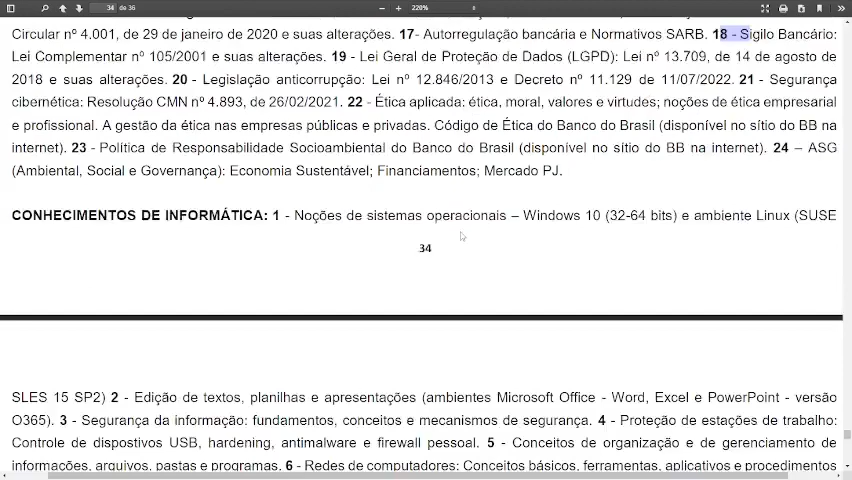 34 de 36
220%
Circular nº 4.001, de 29 de janeiro de 2020 e suas alterações. 17- Autorregulação bancária e Normativos SARB. 18 - Sigilo Bancário:
Lei Complementar nº 105/2001 e suas alterações. 19 - Lei Geral de Proteção de Dados (LGPD): Lei nº 13.709, de 14 de agosto de
2018 e suas alterações. 20 - Legislação anticorrupção: Lei nº 12.846/2013 e Decreto nº 11.129 de 11/07/2022. 21 - Segurança
cibernética: Resolução CMN nº 4.893, de 26/02/2021. 22 - Ética aplicada: ética, moral, valores e virtudes; noções de ética empresarial
e profissional. A gestão da ética nas empresas públicas e privadas. Código de Ética do Banco do Brasil (disponível no sítio do BB na
internet). 23 - Política de Responsabilidade Socioambiental do Banco do Brasil (disponível no sítio do BB na internet). 24 – ASG
(Ambiental, Social e Governança): Economia Sustentável; Financiamentos; Mercado PJ.
CONHECIMENTOS DE INFORMÁTICA: 1 - Noções de sistemas operacionais – Windows 10 (32-64 bits) e ambiente Linux (SUSE
34
SLES 15 SP2) 2 - Edição de textos, planilhas e apresentações (ambientes Microsoft Office - Word, Excel e PowerPoint - versão
O365). 3 - Segurança da informação: fundamentos, conceitos e mecanismos de segurança. 4 - Proteção de estações de trabalho:
Controle de dispostivos USB, hardening, antimalware e firewall pessoal. 5 - Conceitos de organização e de gerenciamento de
informações, arquivos, pastas e programas. 6 - Redes de computadores: Conceitos básicos, ferramentas, aplicativos e procedimentos